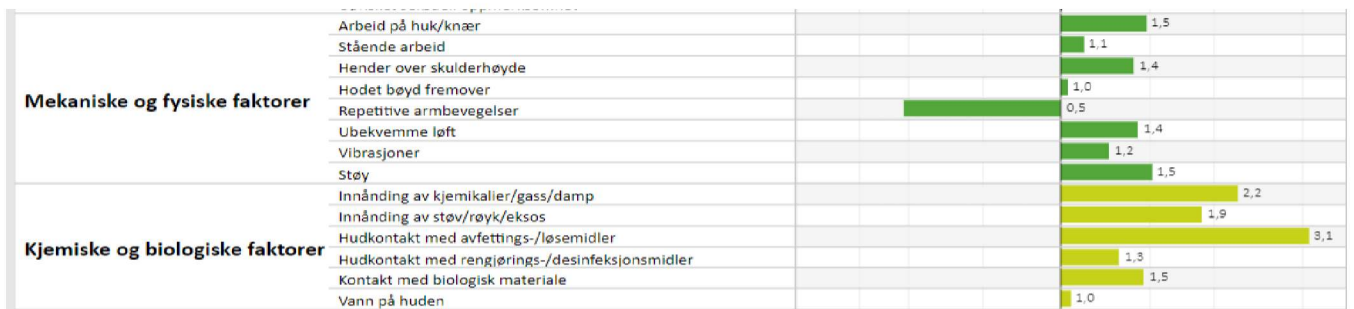 Mekaniske og fysiske faktorer
Arbeid på huk/knær 1,5
Stående arbeid 1,1
Hender over skulderhøyde 1,4
Hodet bøyd fremover 1,0
Repetitive armbevegelser 0,5
Ubekvemme løft 1,4
Vibrasjoner 1,2
Støy 1,5
Kjemiske og biologiske faktorer
Innånding av kjemikalier/gass/damp 2,2
Innånding av støv/røyk/eksos 1,9
Hudkontakt med avfettings-/løsemidler 3,1
Hudkontakt med rengjørings-/desinfeksjonsmidler 1,3
Kontakt med biologisk materiale 1,5
Vann på huden 1,0